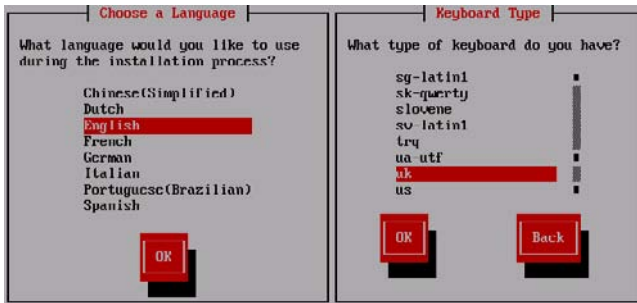 Choose a Language
What language would you like to use
during the installation process?
Chinese(Simplified)
Dutch
English
French
German
Italian
Portuguese(Brazilian)
Spanish
OK
Keyboard Type
What type of keyboard do you have?
sg-latin1
sk-qwerty
slovene
sv-latin1
trq
ua-utf
uk
us
OK
Back